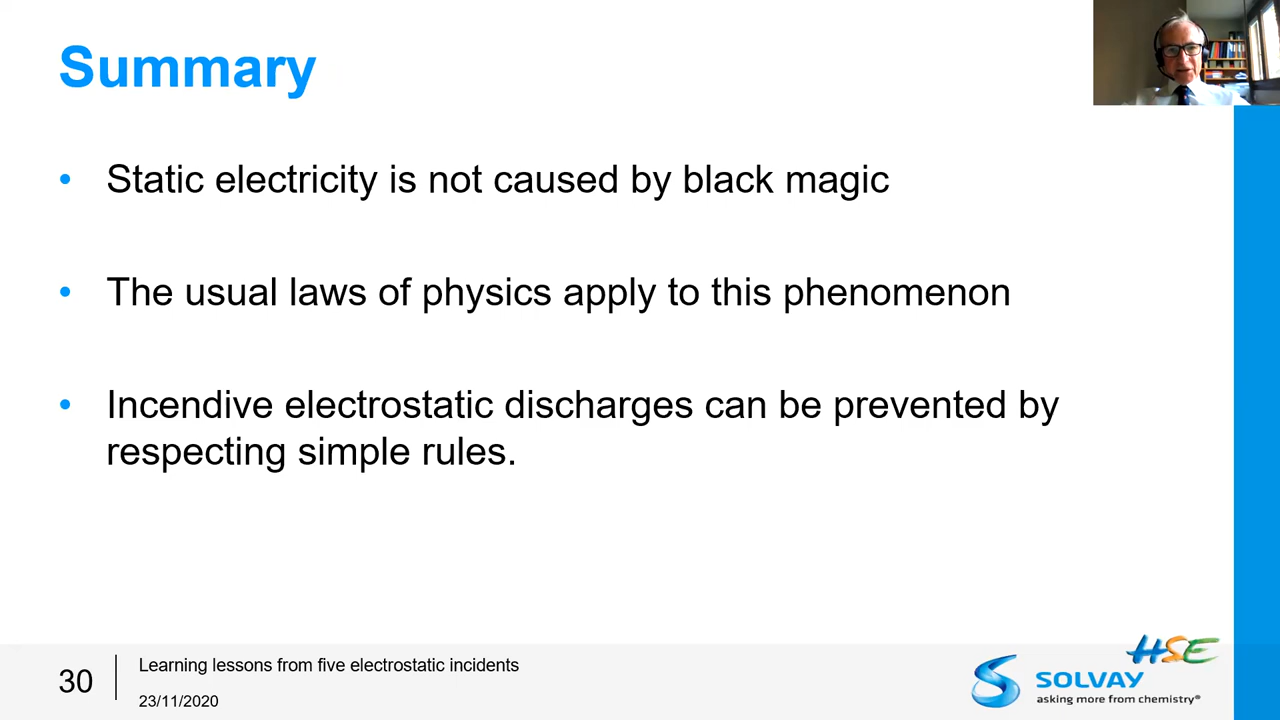 Summary
• Static electricity is not caused by black magic
• The usual laws of physics apply to this phenomenon
• Incendive electrostatic discharges can be prevented by
respecting simple rules.
30
Learning lessons from five electrostatic incidents
23/11/2020
HSE
SOLVAY
asking more from chemistry®